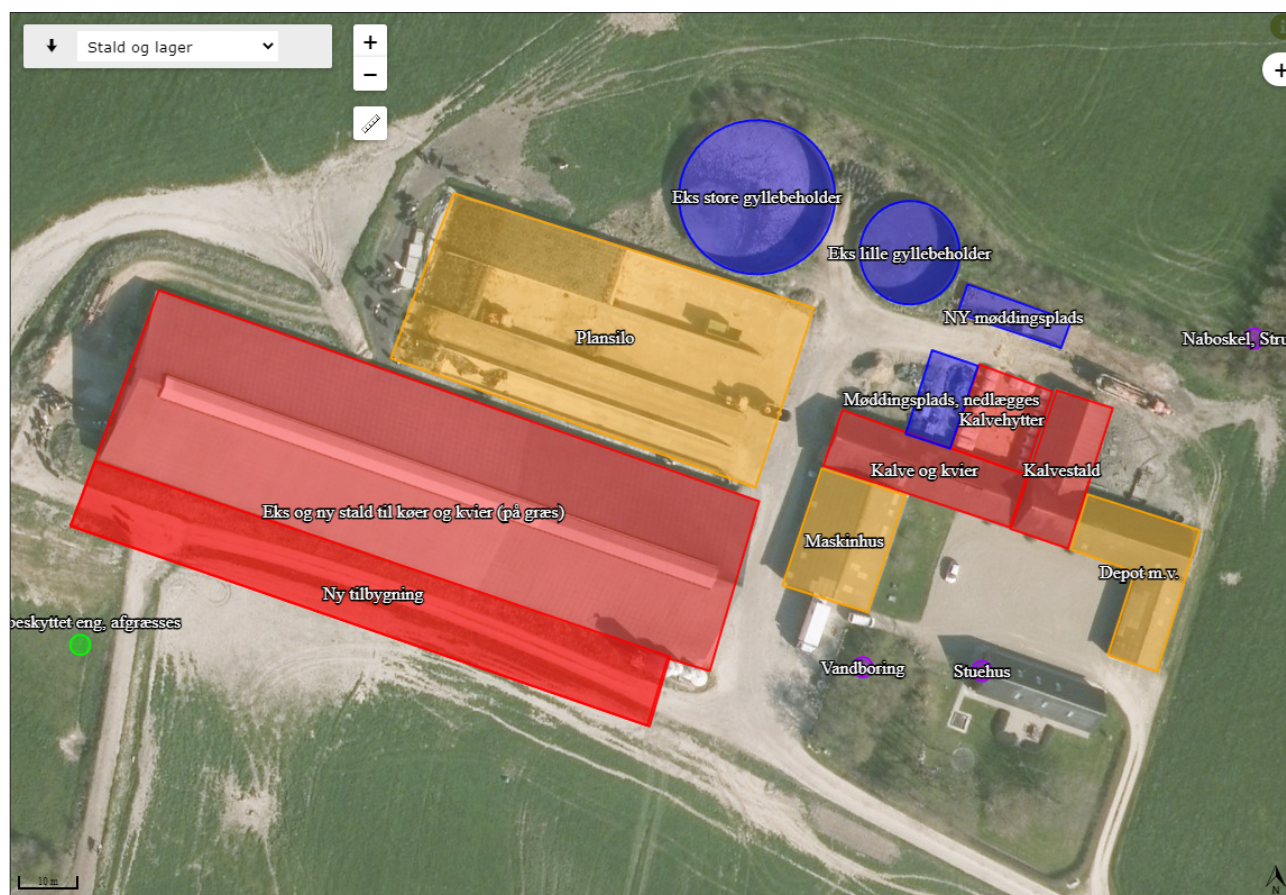 Stald og lager
+
−
+
Eks store gyllebeholder
Eks lille gyllebeholder
NY møddingsplads
Naboskel, Stru
Plansilo
Møddingsplads, nedlægges
Kalvehytter
Kalve og kvier
Kalvestald
Eks og ny stald til køer og kvier (på græs)
Maskinhus
Depot m.v.
Ny tilbygning
beskyttet eng, afgræsses
Vandboring
Stuehus
10 m